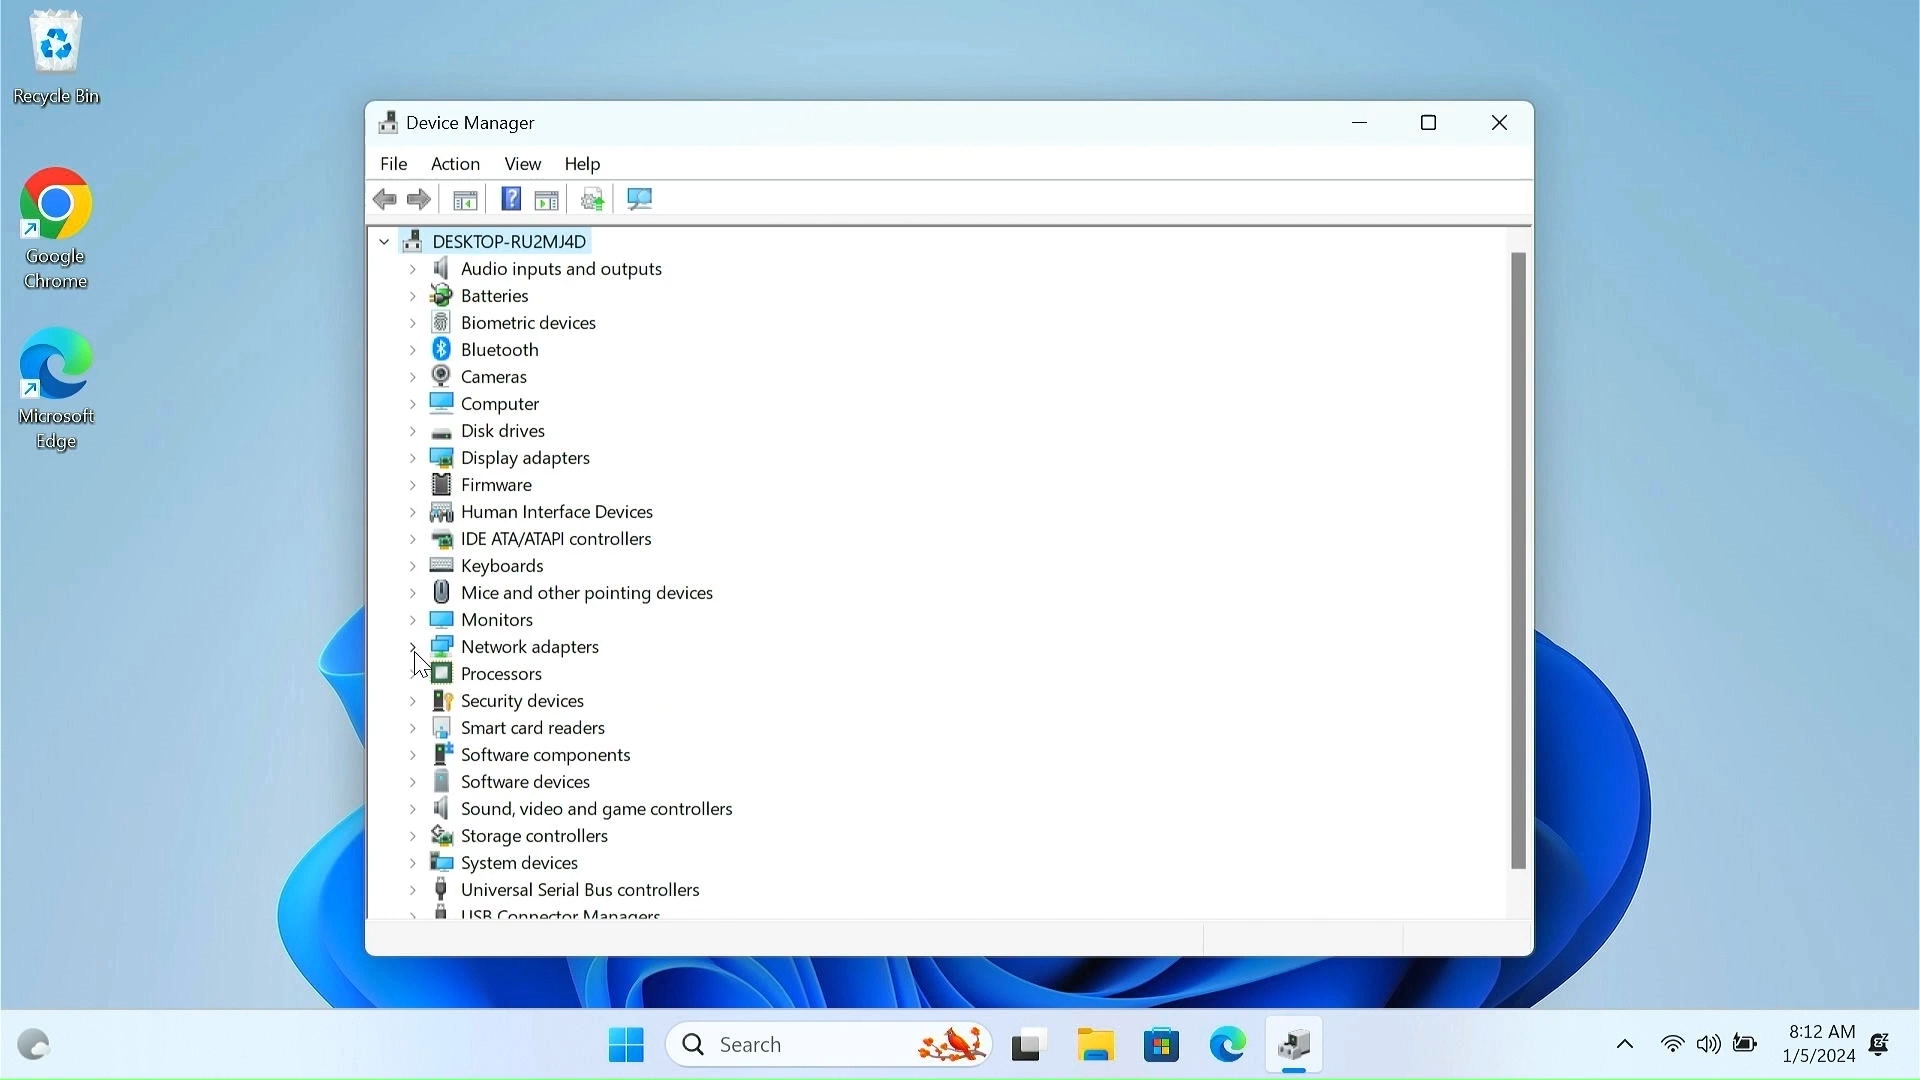 Recycle Bin
Google
Chrome
Microsoft
Edge
Device Manager
File Action View Help
DESKTOP-RU2MJ4D
Audio inputs and outputs
Batteries
Biometric devices
Bluetooth
Cameras
Computer
Disk drives
Display adapters
Firmware
Human Interface Devices
IDE ATA/ATAPI controllers
Keyboards
Mice and other pointing devices
Monitors
Network adapters
Processors
Security devices
Smart card readers
Software components
Software devices
Sound, video and game controllers
Storage controllers
System devices
Universal Serial Bus controllers
USB Connector Managers
Search
8:12 AM
1/5/2024